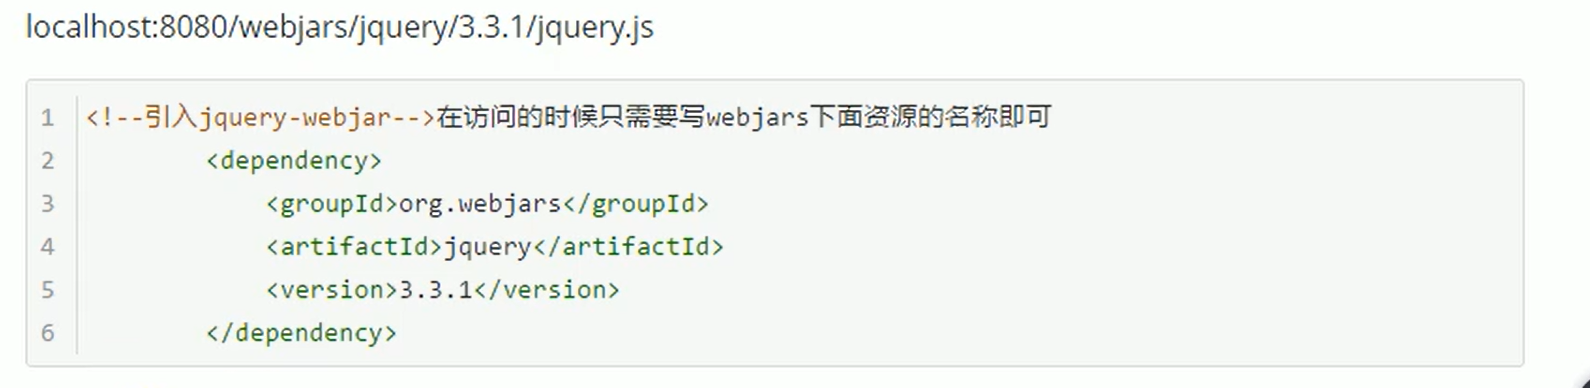 localhost:8080/webjars/jquery/3.3.1/jquery.js
1 <!--引入jquery-webjar-->在访问的时候只需要写webjars下面资源的名称即可
2 <dependency>
3 <groupId>org.webjars</groupId>
4 <artifactId>jquery</artifactId>
5 <version>3.3.1</version>
6 </dependency>